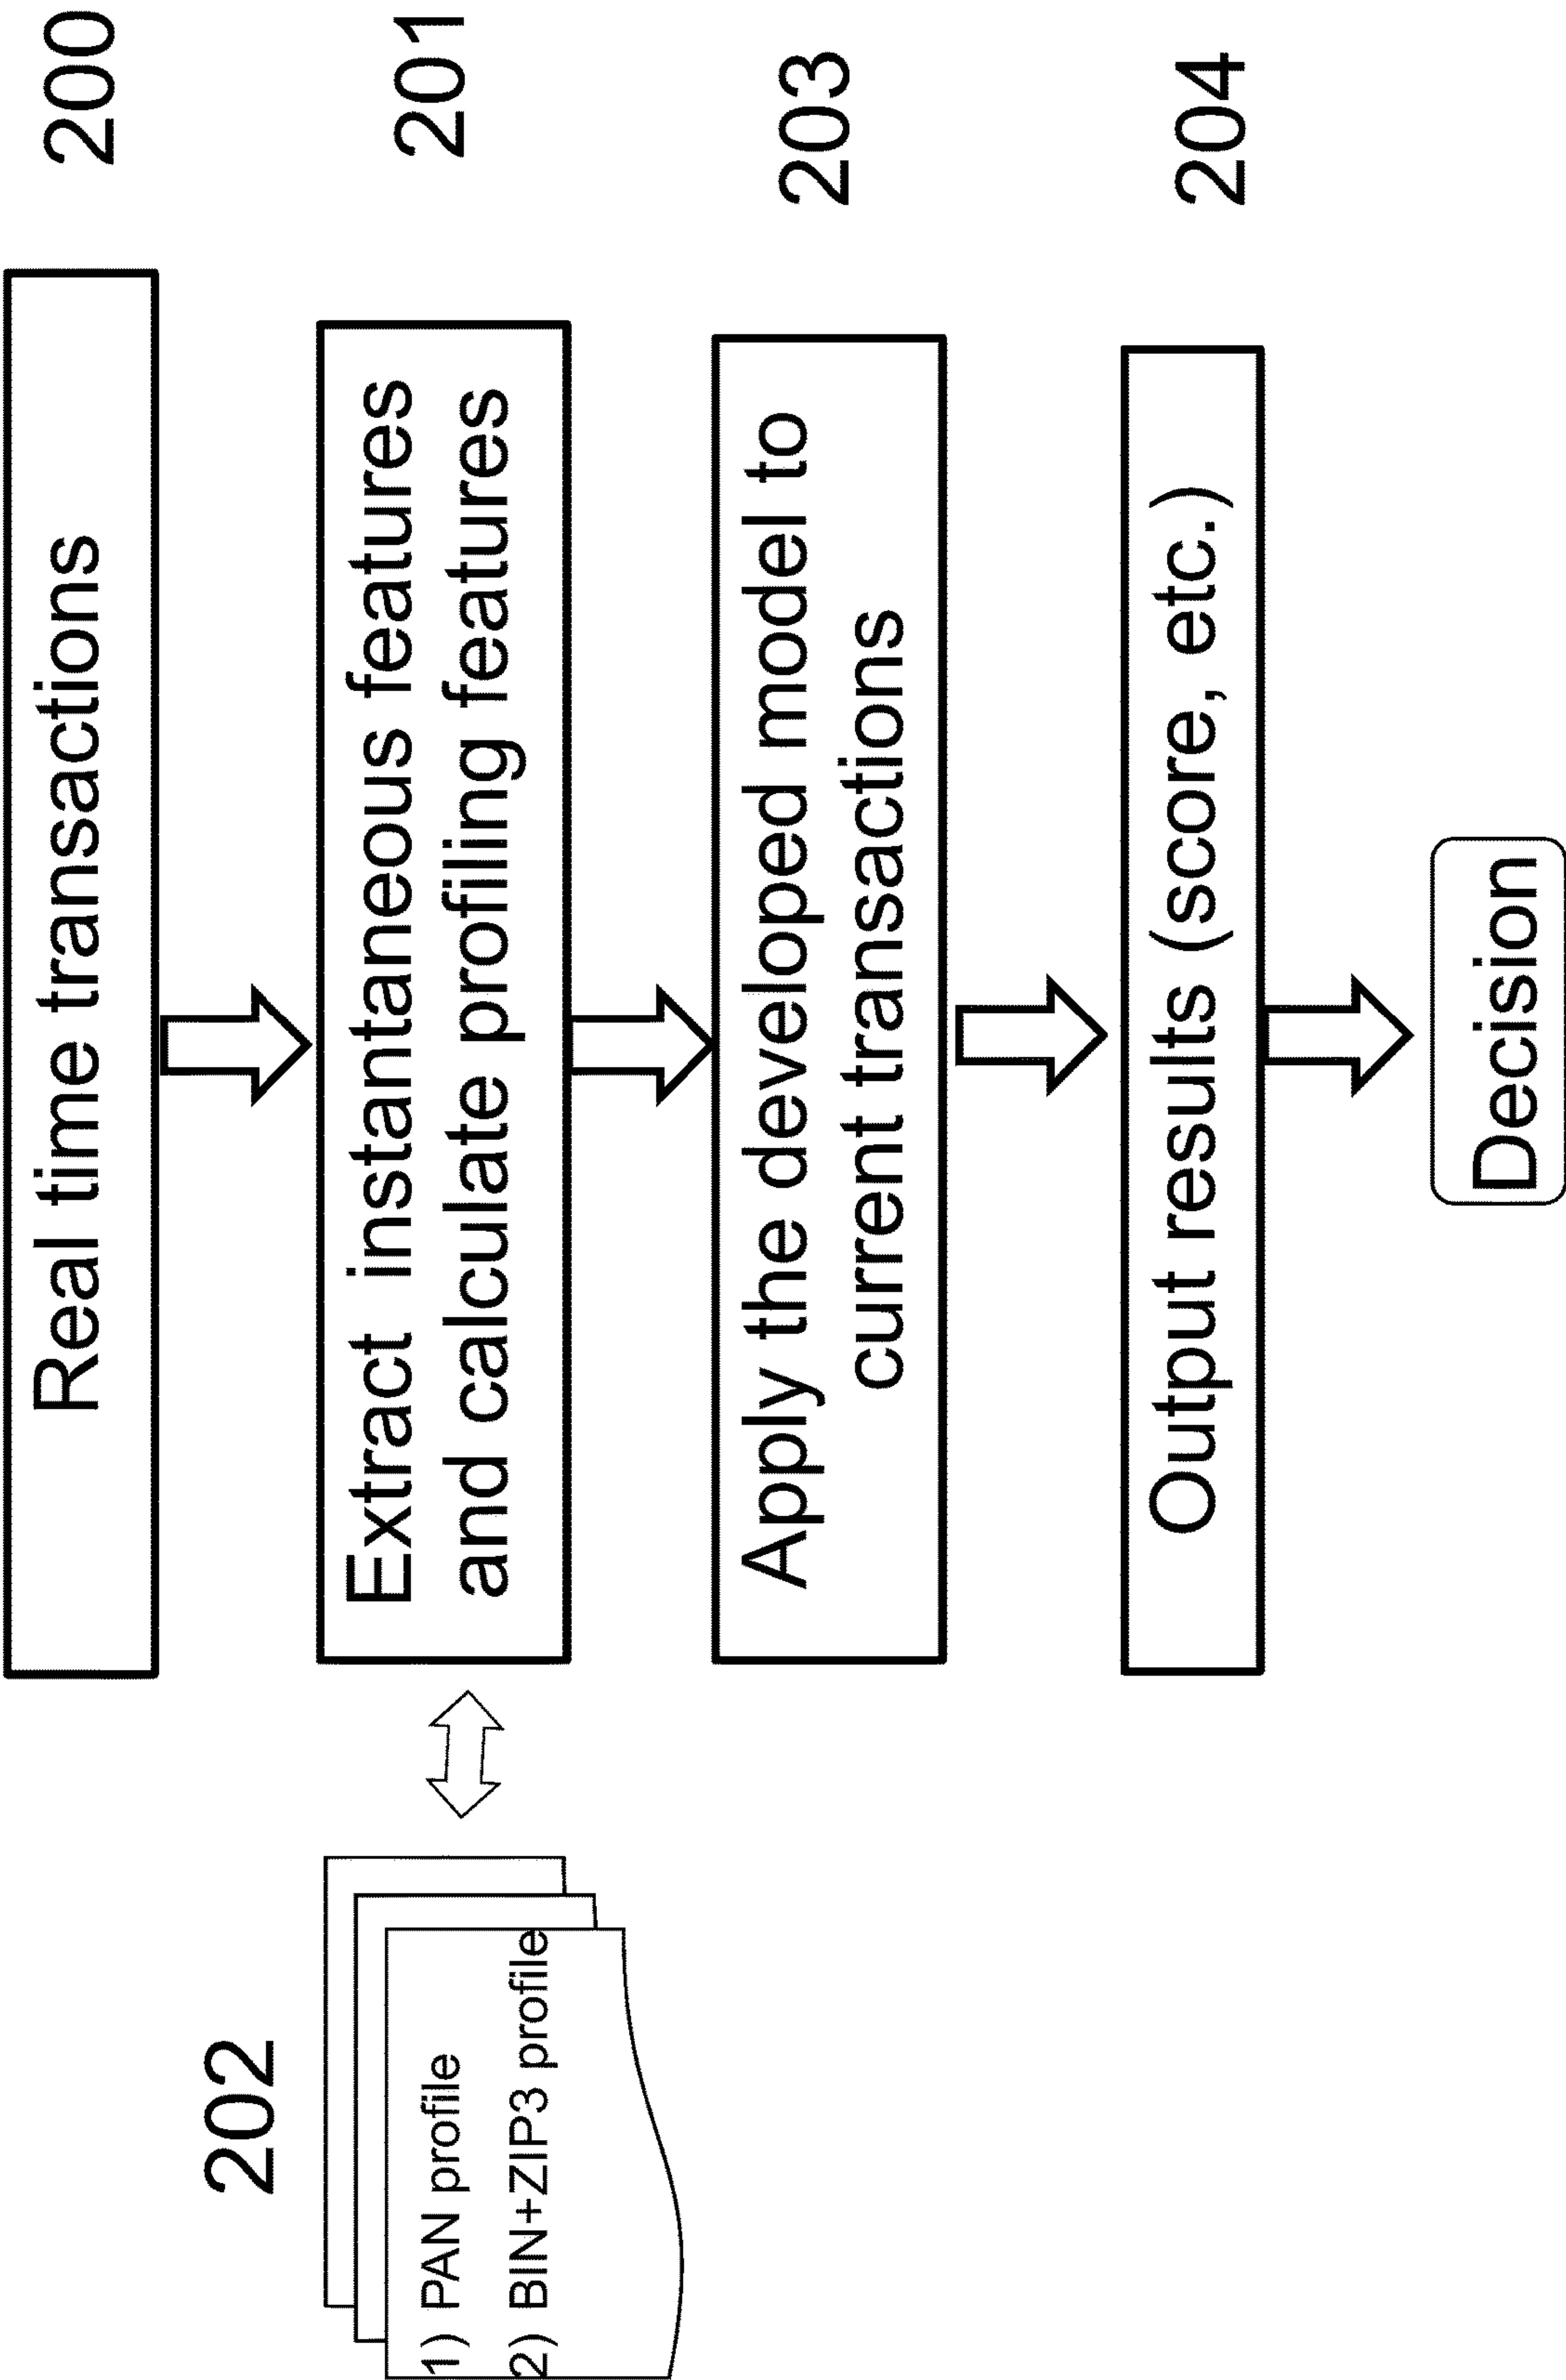 Real time transactions
200
Extract instantaneous features
and calculate profiling features
201
202
1) PAN profile
2) BIN+ZIP3 profile
Apply the developed model to
current transactions
203
Output results (score, etc.)
204
Decision